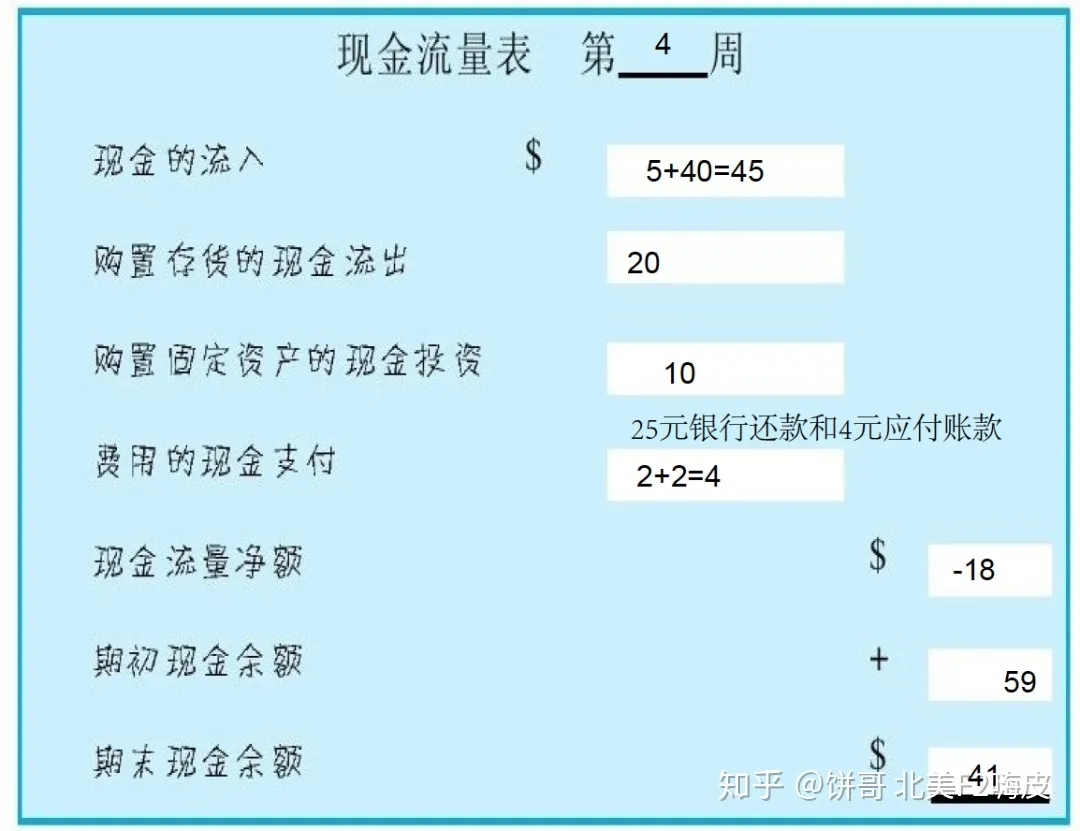 现金流量表 第 4 周
现金的流入 $ 5+40=45
购置存货的现金流出 20
购置固定资产的现金投资 10
25元银行还款和4元应付账款
费用的现金支付 2+2=4
现金流量净额 $ -18
期初现金余额 + 59
期末现金余额 $ 41
知乎 @饼哥 北美F2嗨皮